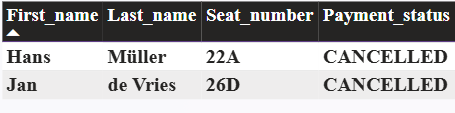 First_name Last_name Seat_number Payment_status
Hans Müller 22A CANCELLED
Jan de Vries 26D CANCELLED